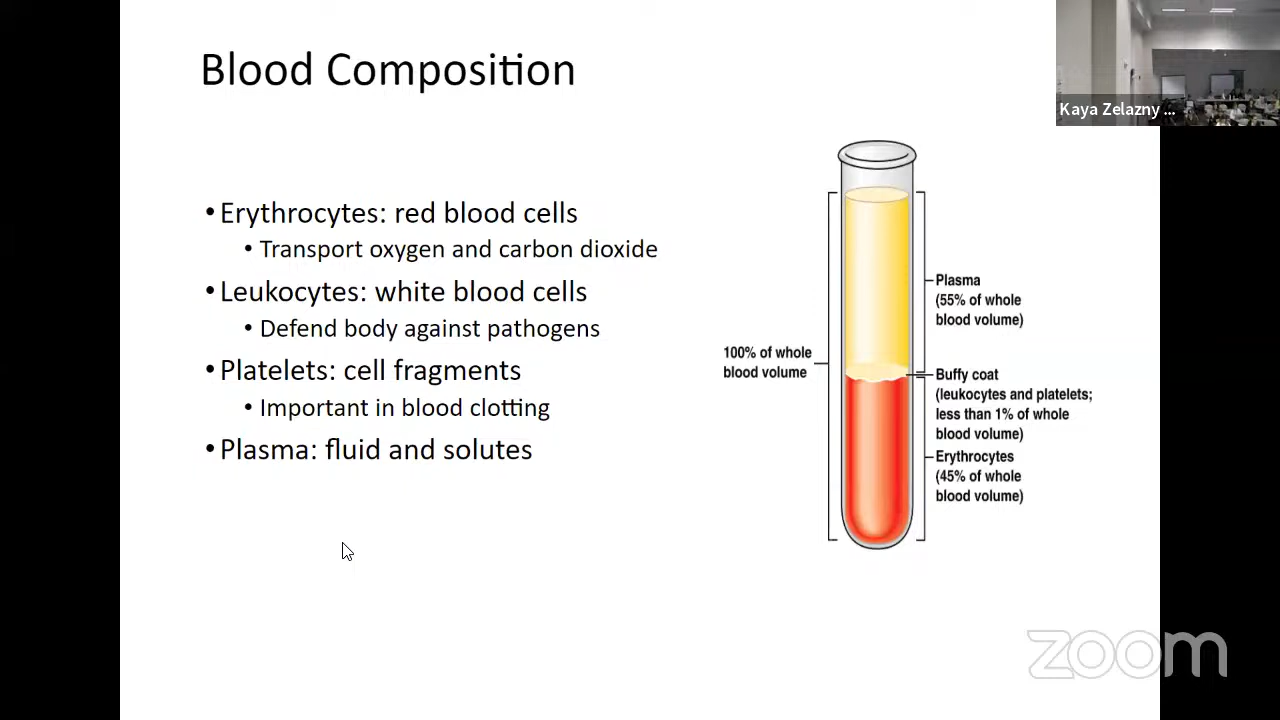 Blood Composition
Kaya Zelazny ...
•Erythrocytes: red blood cells
• Transport oxygen and carbon dioxide
•Leukocytes: white blood cells
• Defend body against pathogens
•Platelets: cell fragments
• Important in blood clotting
•Plasma: fluid and solutes
100% of whole
blood volume
Plasma
(55% of whole
blood volume)
Buffy coat
(leukocytes and platelets;
less than 1% of whole
blood volume)
Erythrocytes
(45% of whole
blood volume)
zoom